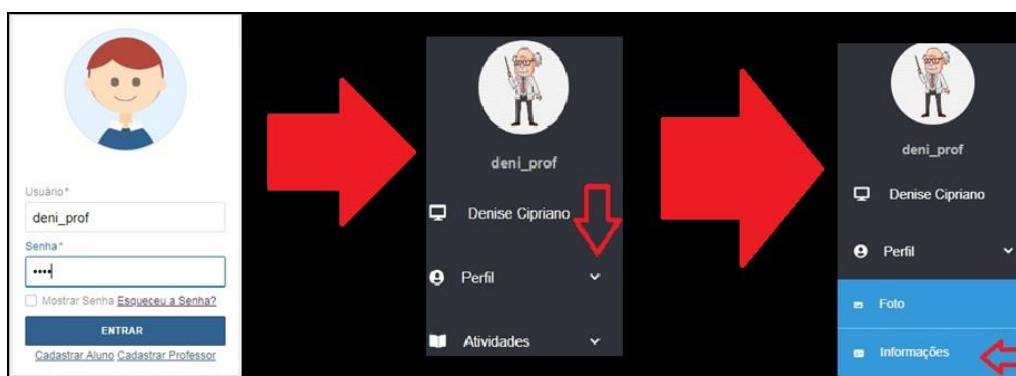 Usuário*
deni_prof
Senha*
••••
Mostrar Senha Esqueceu a Senha?
ENTRAR
Cadastrar Aluno Cadastrar Professor
deni_prof
Denise Cipriano
Perfil
Atividades
deni_prof
Denise Cipriano
Perfil
Foto
Informações